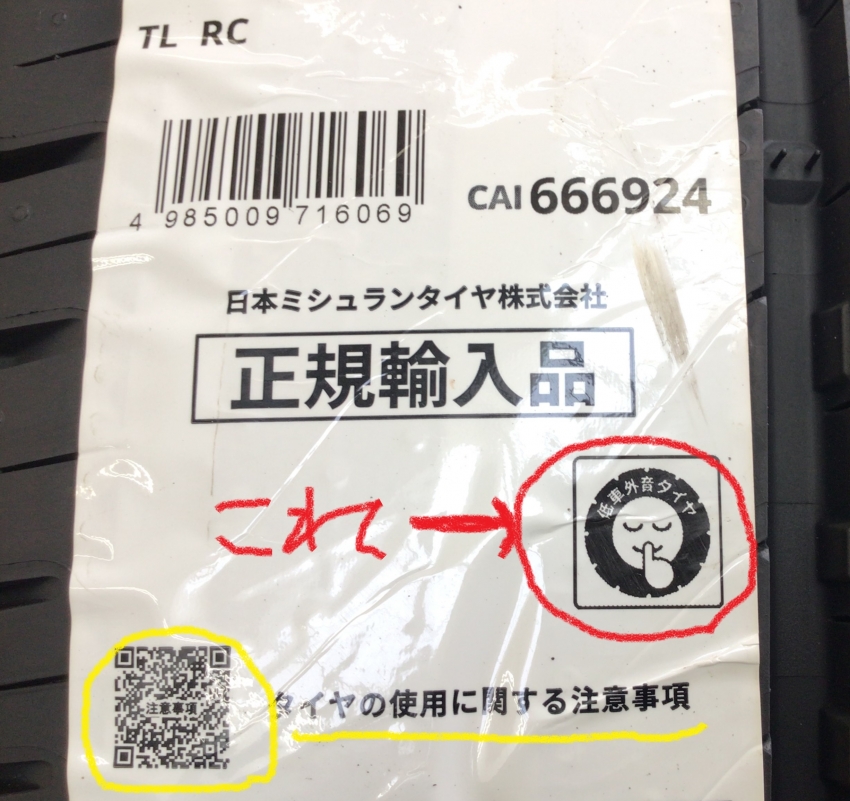 TL RC
4 985009 716069
CAI 666924
日本ミシュランタイヤ株式会社
正規輸入品
低車外音タイヤ
これ→
注意事項
タイヤの使用に関する注意事項